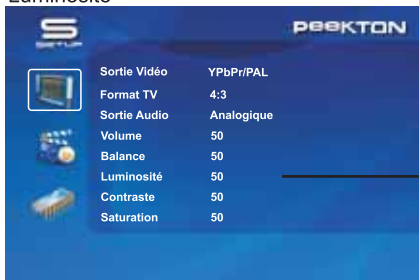 Luminosité
S
SETUP
PEEKTON
Sortie Vidéo YPbPr/PAL
Format TV 4:3
Sortie Audio Analogique
Volume 50
Balance 50
Luminosité 50
Contraste 50
Saturation 50